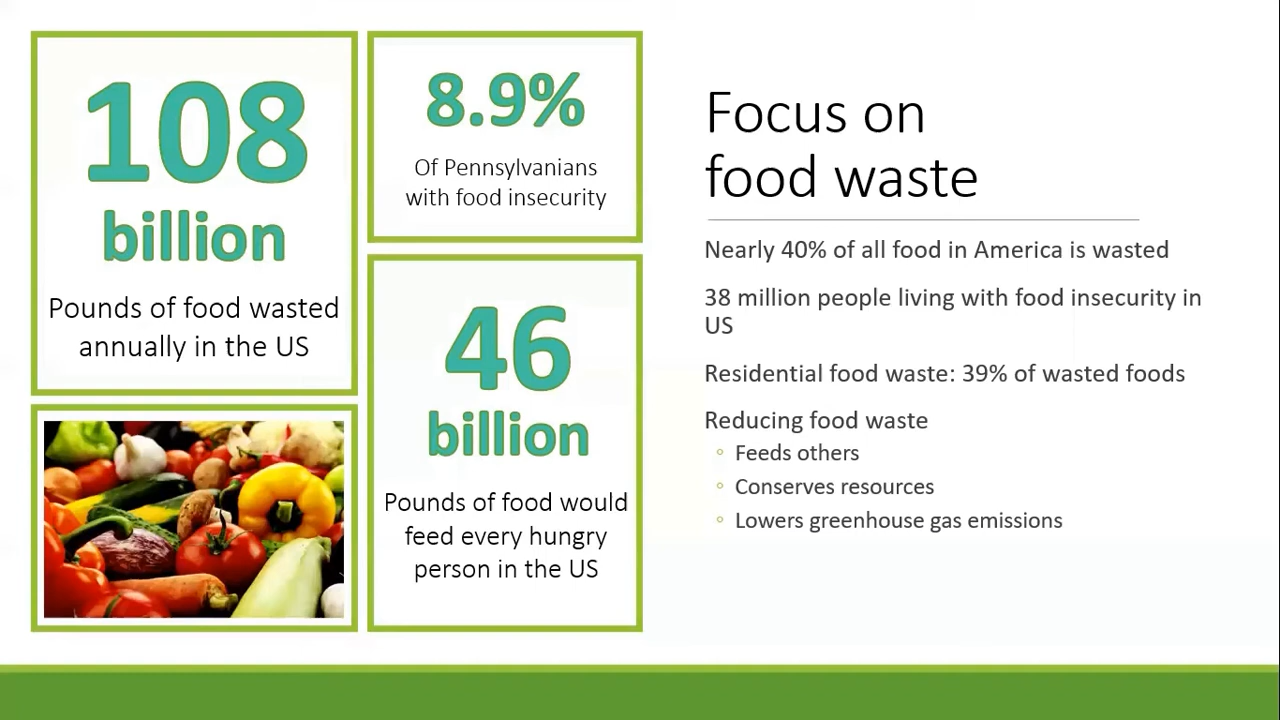 108
billion
Pounds of food wasted
annually in the US
8.9%
Of Pennsylvanians
with food insecurity
46
billion
Pounds of food would
feed every hungry
person in the US
Focus on
food waste
Nearly 40% of all food in America is wasted
38 million people living with food insecurity in
US
Residential food waste: 39% of wasted foods
Reducing food waste
◦ Feeds others
◦ Conserves resources
◦ Lowers greenhouse gas emissions